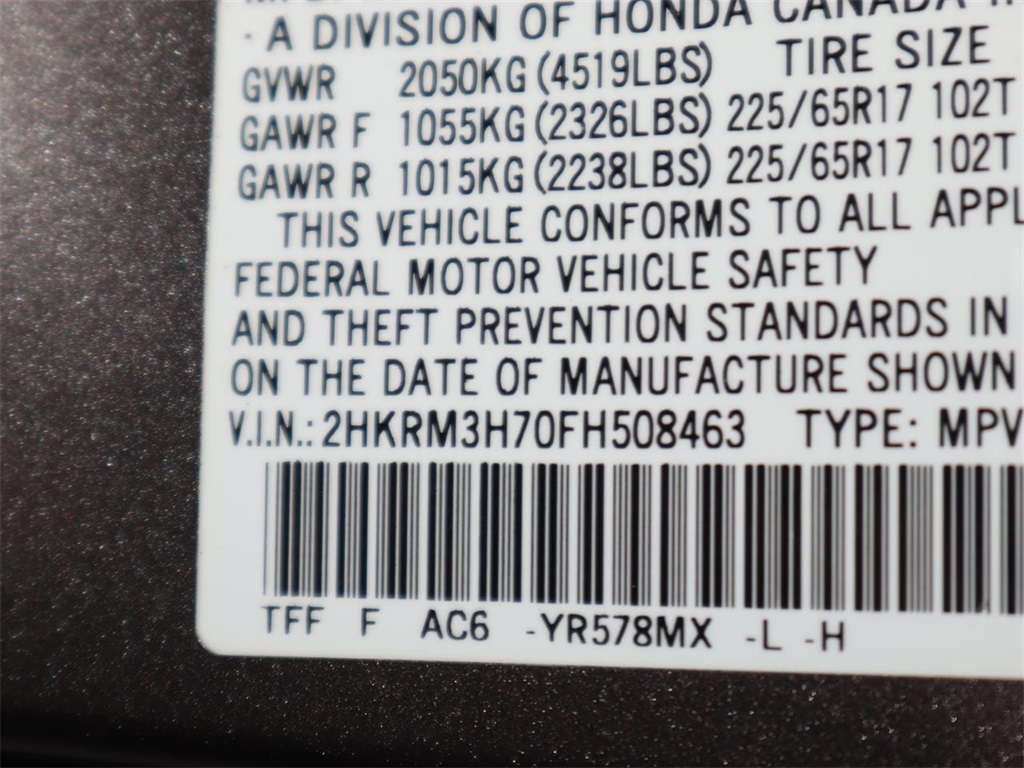 · A DIVISION OF HONDA CANADA
GVWR 2050KG (4519LBS) TIRE SIZE
GAWR F 1055KG (2326LBS) 225/65R17 102T
GAWR R 1015KG (2238LBS) 225/65R17 102T
THIS VEHICLE CONFORMS TO ALL APPL
FEDERAL MOTOR VEHICLE SAFETY
AND THEFT PREVENTION STANDARDS IN
ON THE DATE OF MANUFACTURE SHOWN
V.I.N.: 2HKRM3H70FH508463 TYPE: MPV
TFF F AC6 -YR578MX -L -H